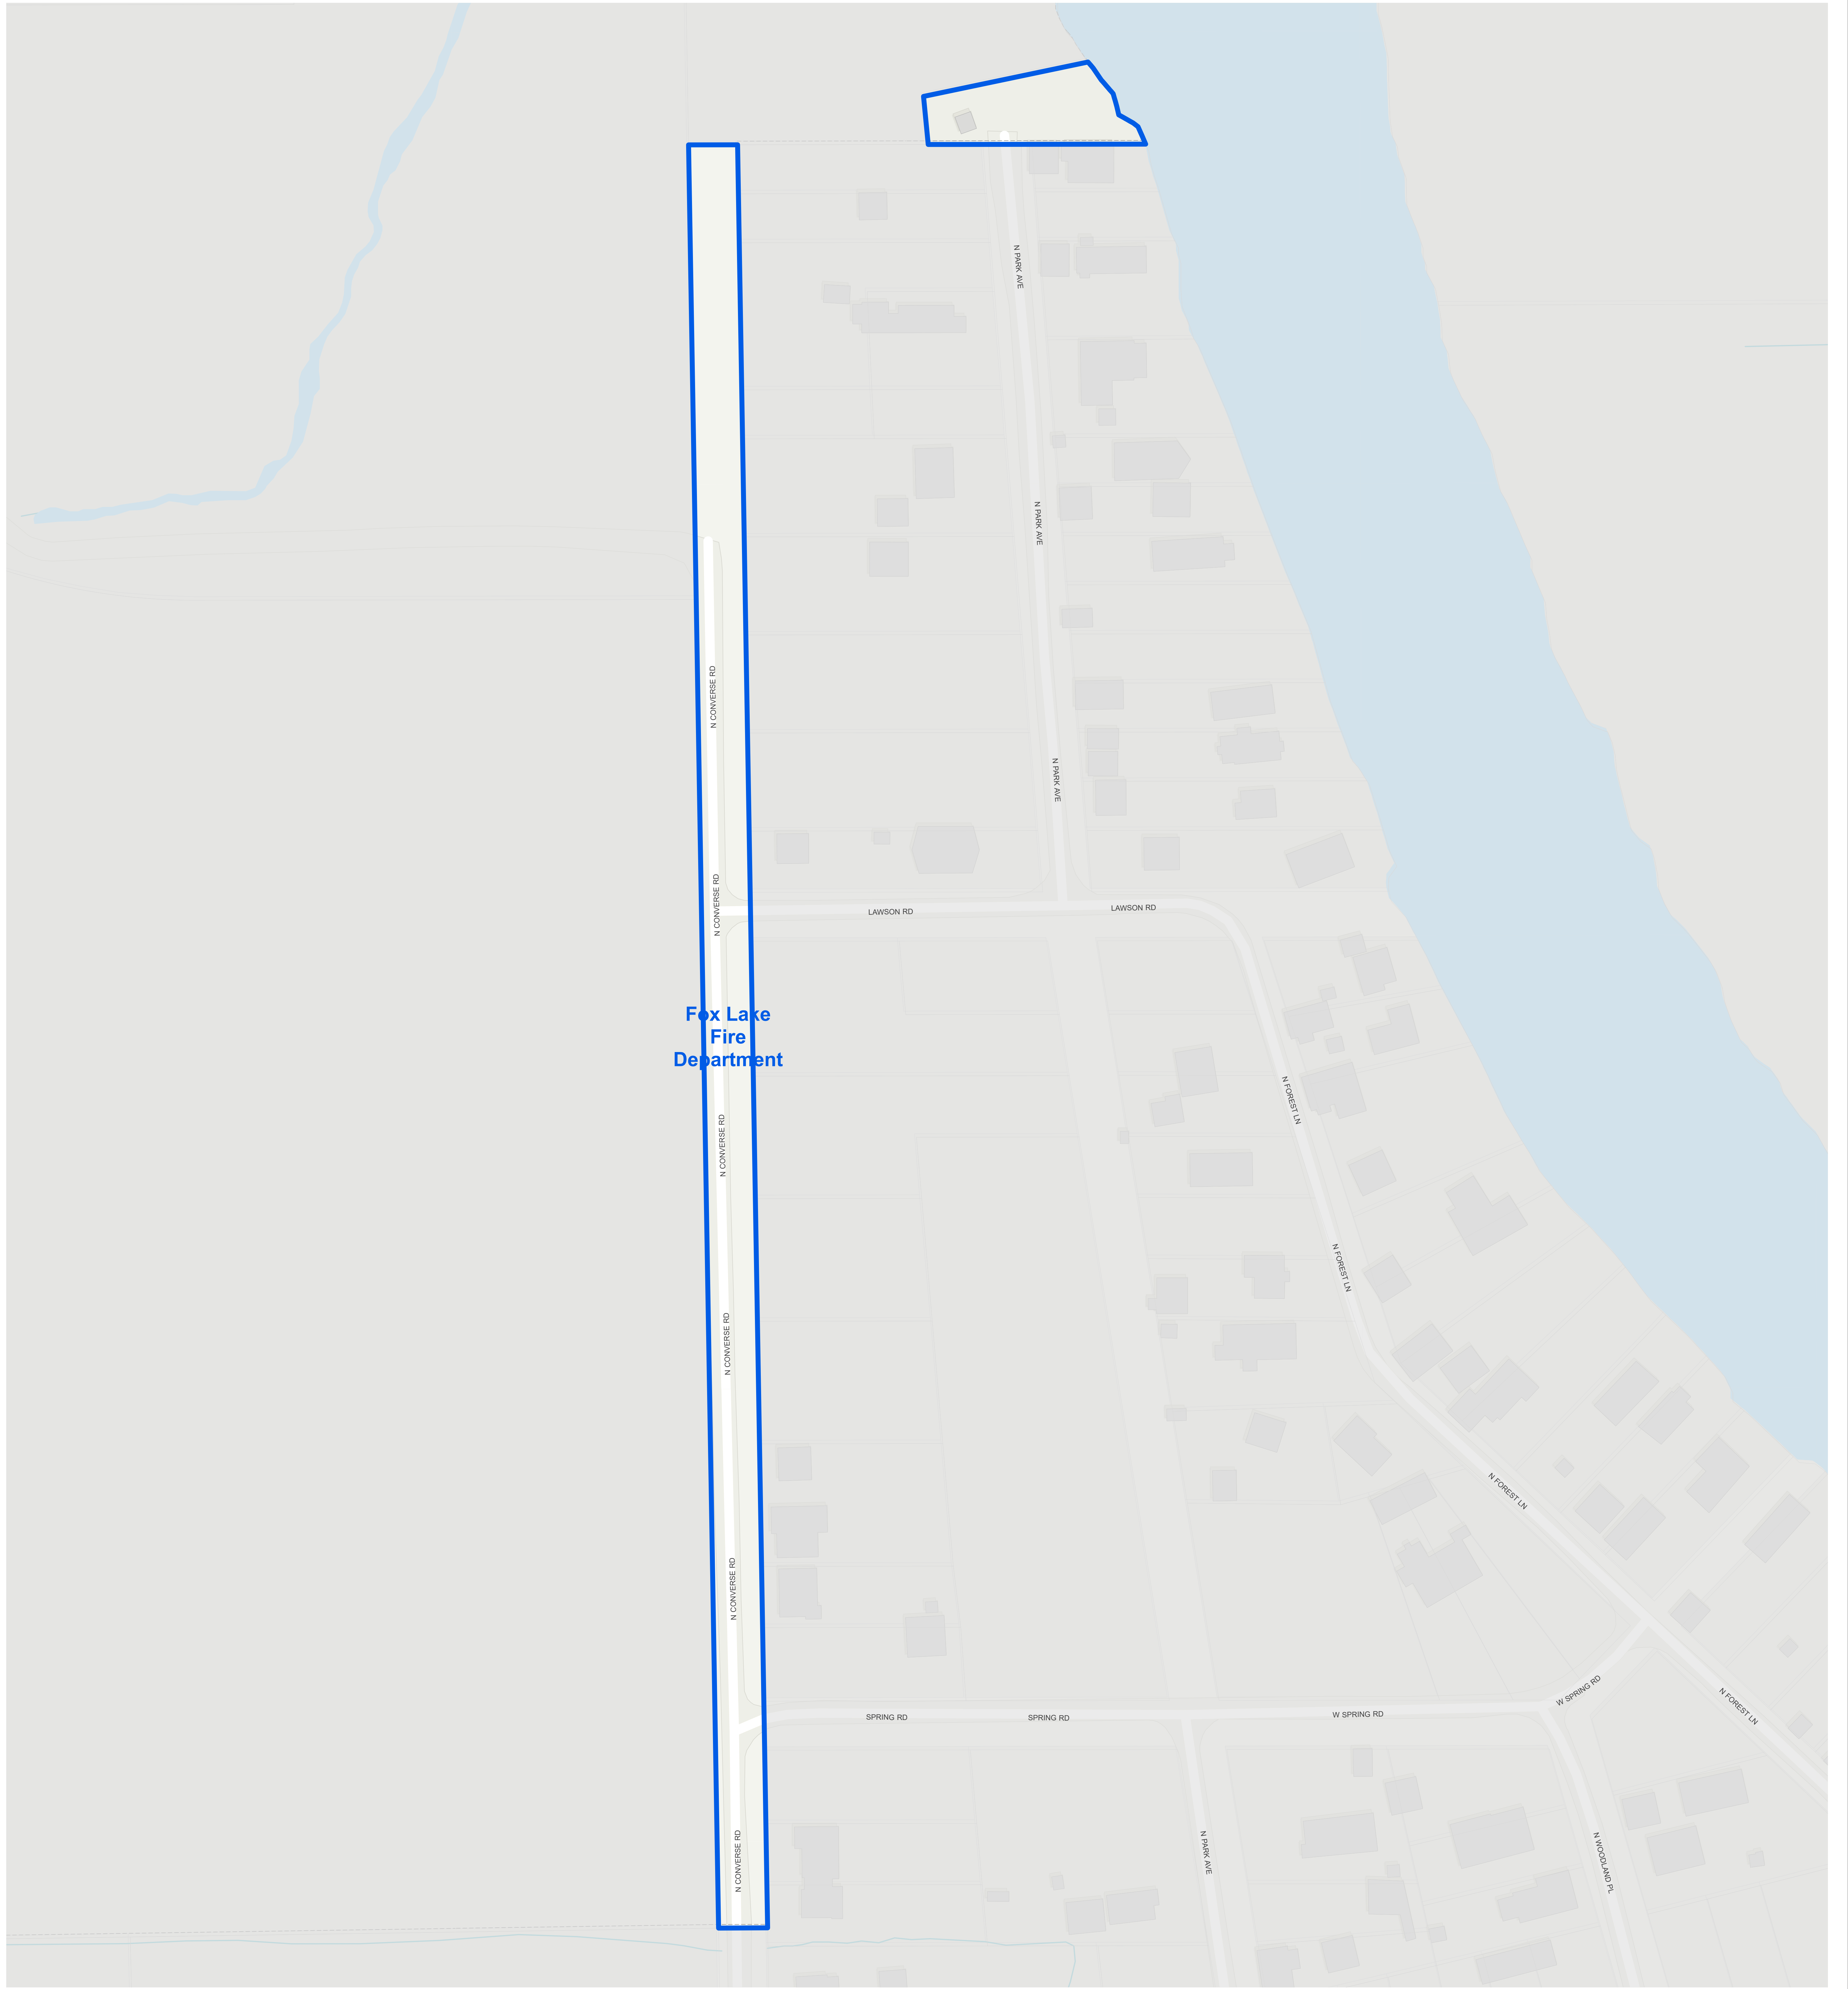 N PARK AVE
N PARK AVE
N CONVERSE RD
N PARK AVE
N CONVERSE RD
LAWSON RD
LAWSON RD
Fox Lake
Fire
Department
N FOREST LN
N CONVERSE RD
N FOREST LN
N CONVERSE RD
N FOREST LN
N CONVERSE RD
W SPRING RD
N FOREST LN
SPRING RD
SPRING RD
W SPRING RD
N CONVERSE RD
N PARK AVE
N WOODLAND PL